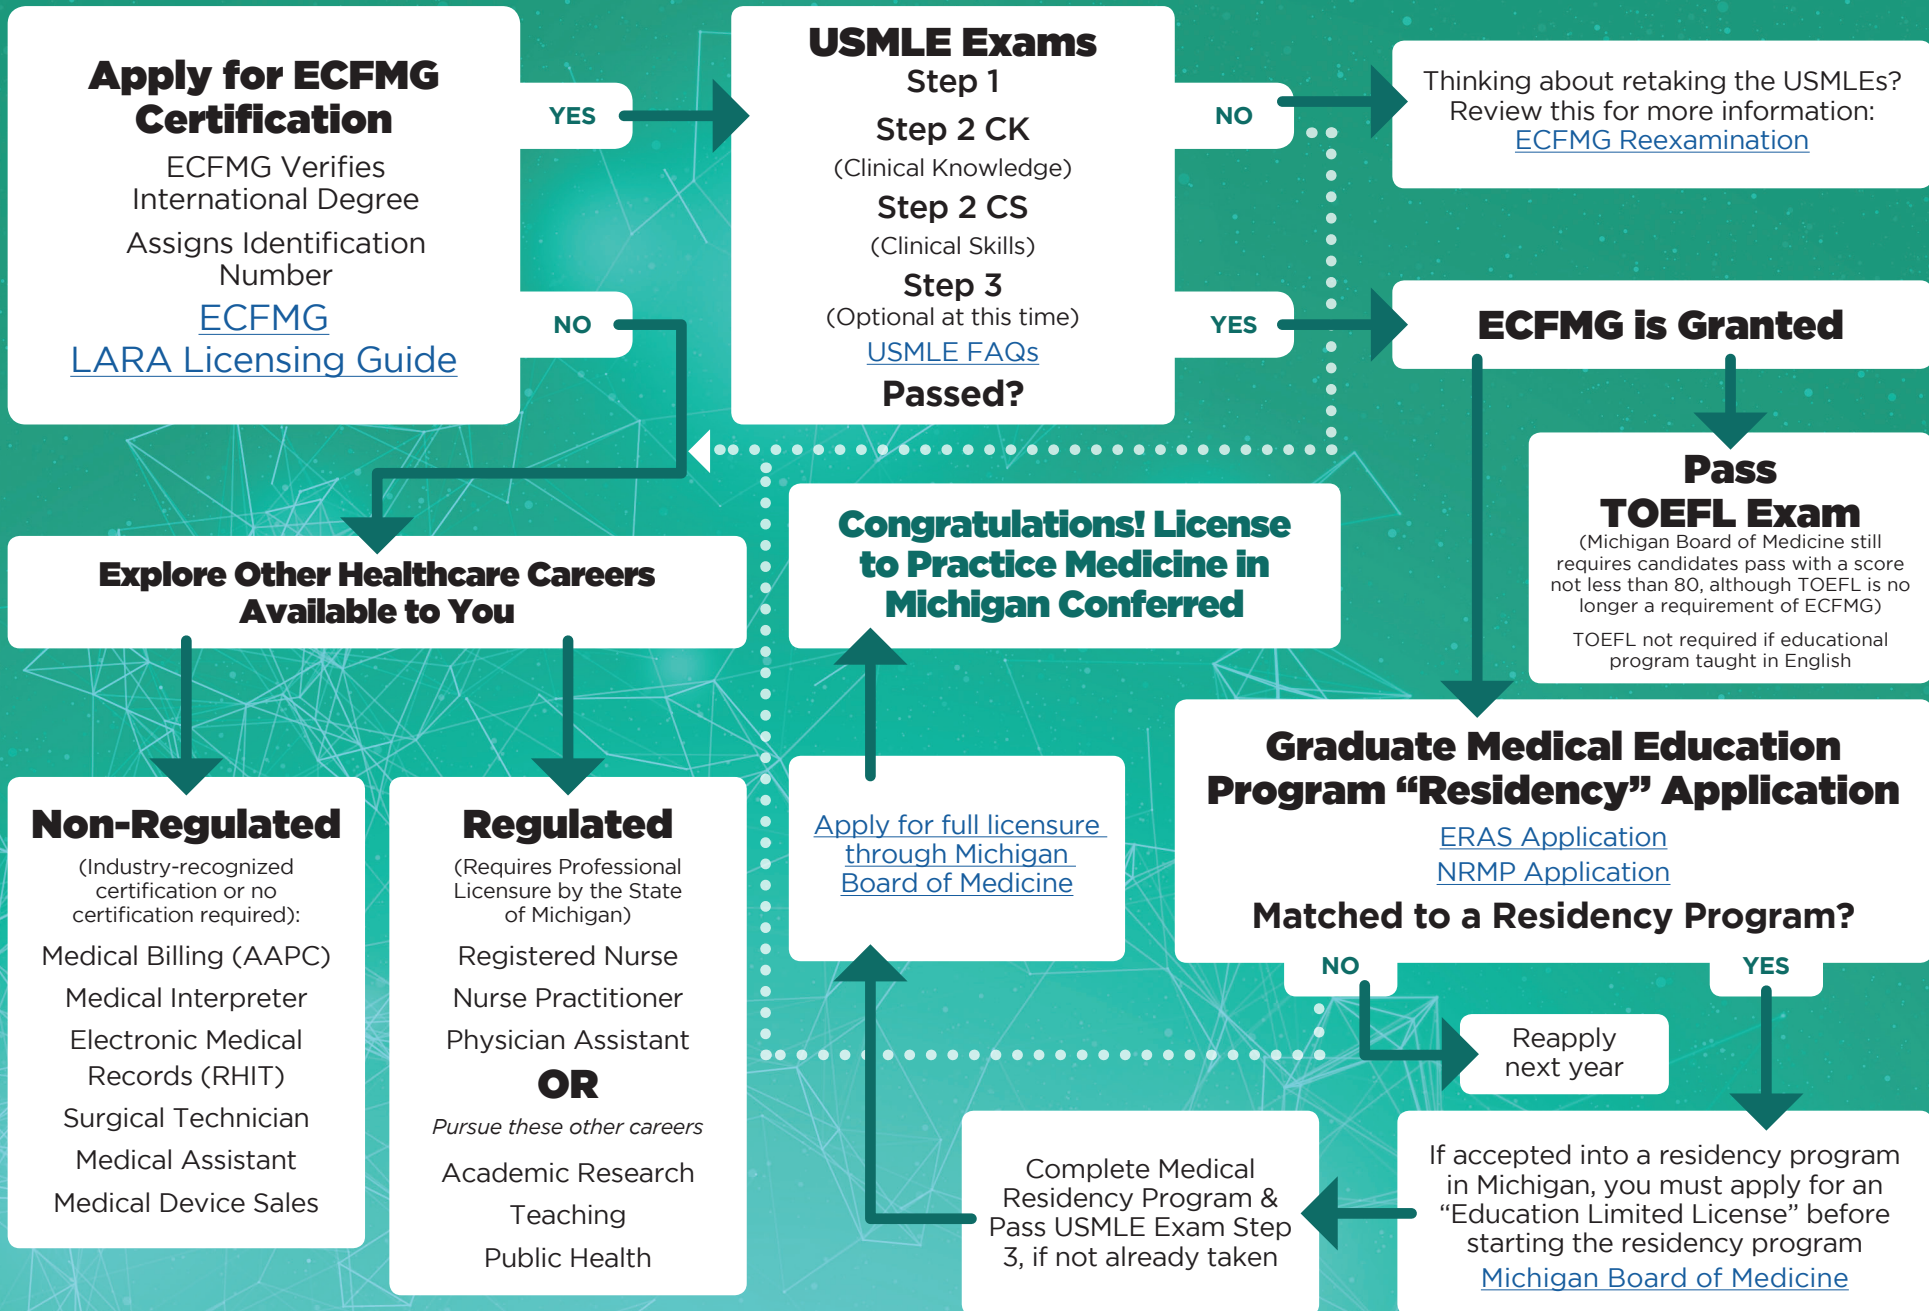 Apply for ECFMG
Certification
ECFMG Verifies
International Degree
Assigns Identification
Number
ECFMG
LARA Licensing Guide
YES
NO
USMLE Exams
Step 1
Step 2 CK
(Clinical Knowledge)
Step 2 CS
(Clinical Skills)
Step 3
(Optional at this time)
USMLE FAQs
Passed?
NO
YES
Thinking about retaking the USMLEs?
Review this for more information:
ECFMG Reexamination
ECFMG is Granted
Pass
TOEFL Exam
(Michigan Board of Medicine still
requires candidates pass with a score
not less than 80, although TOEFL is no
longer a requirement of ECFMG)
TOEFL not required if educational
program taught in English
Explore Other Healthcare Careers
Available to You
Non-Regulated
(Industry-recognized
certification or no
certification required):
Medical Billing (AAPC)
Medical Interpreter
Electronic Medical
Records (RHIT)
Surgical Technician
Medical Assistant
Medical Device Sales
Regulated
(Requires Professional
Licensure by the State
of Michigan)
Registered Nurse
Nurse Practitioner
Physician Assistant
OR
Pursue these other careers
Academic Research
Teaching
Public Health
Congratulations! License
to Practice Medicine in
Michigan Conferred
Apply for full licensure
through Michigan
Board of Medicine
Graduate Medical Education
Program “Residency” Application
ERAS Application
NRMP Application
Matched to a Residency Program?
NO
YES
Reapply
next year
Complete Medical
Residency Program &
Pass USMLE Exam Step
3, if not already taken
If accepted into a residency program
in Michigan, you must apply for an
“Education Limited License” before
starting the residency program
Michigan Board of Medicine